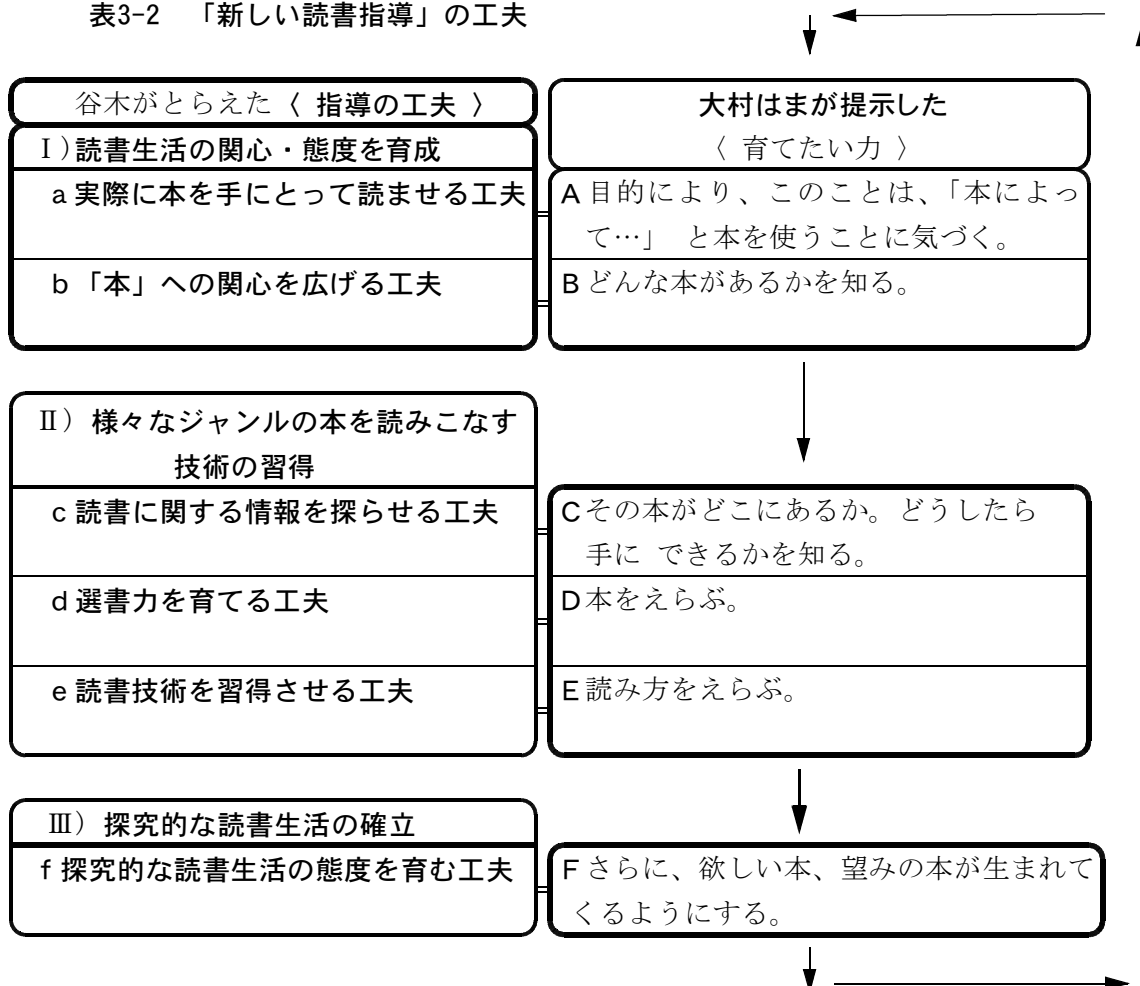 表3-2　「新しい読書指導」の工夫
谷木がとらえた〈 指導の工夫 〉
Ⅰ)読書生活の関心・態度を育成
a 実際に本を手にとって読ませる工夫
b 「本」への関心を広げる工夫
大村はまが提示した
〈 育てたい力 〉
A 目的により、このことは、「本によっ
て…」 と本を使うことに気づく。
B どんな本があるかを知る。
Ⅱ) 様々なジャンルの本を読みこなす
技術の習得
c 読書に関する情報を探らせる工夫
d 選書力を育てる工夫
e 読書技術を習得させる工夫
C その本がどこにあるか。どうしたら
手に できるかを知る。
D 本をえらぶ。
E 読み方をえらぶ。
Ⅲ) 探究的な読書生活の確立
f 探究的な読書生活の態度を育む工夫
F さらに、欲しい本、望みの本が生まれて
くるようにする。